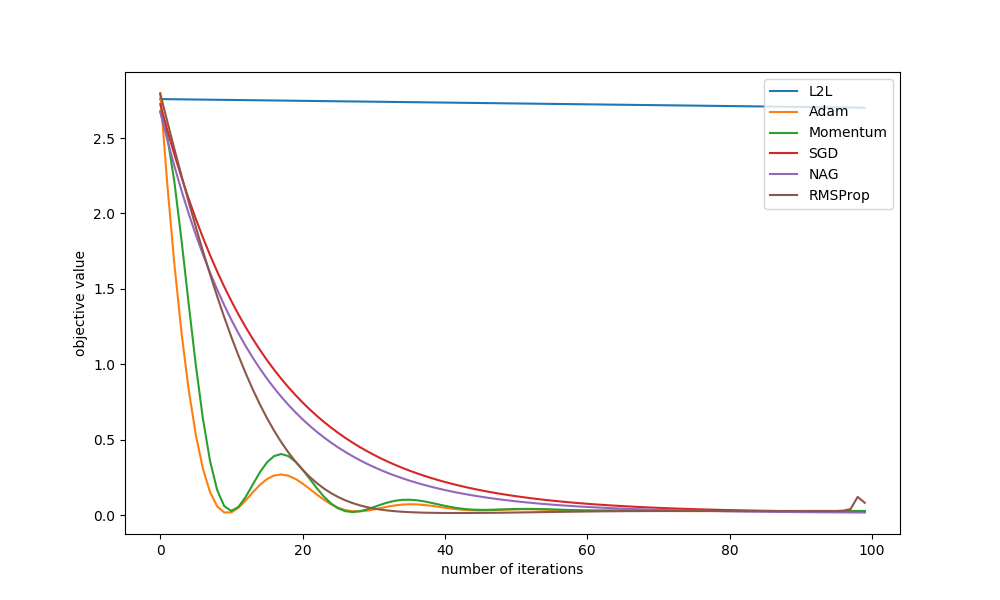 L2L
Adam
Momentum
SGD
NAG
RMSProp
2.5
2.0
1.5
1.0
0.5
0.0
objective value
0 20 40 60 80 100
number of iterations